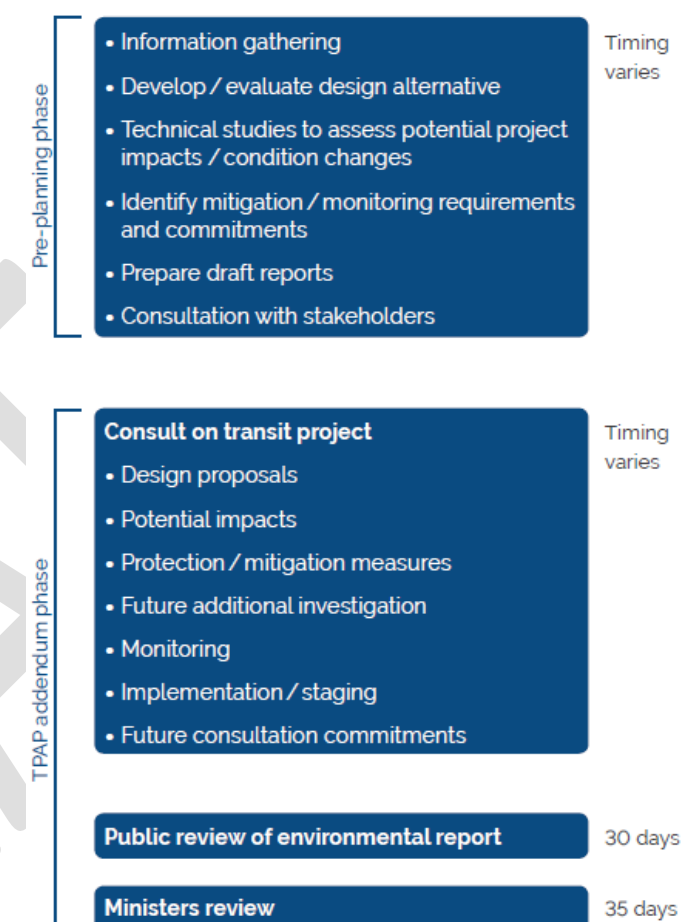 Pre-planning phase
• Information gathering
• Develop / evaluate design alternative
• Technical studies to assess potential project
impacts / condition changes
• Identify mitigation / monitoring requirements
and commitments
• Prepare draft reports
• Consultation with stakeholders
Timing
varies
TPAP addendum phase
Consult on transit project
• Design proposals
• Potential impacts
• Protection / mitigation measures
• Future additional investigation
• Monitoring
• Implementation / staging
• Future consultation commitments
Timing
varies
Public review of environmental report
30 days
Ministers review
35 days